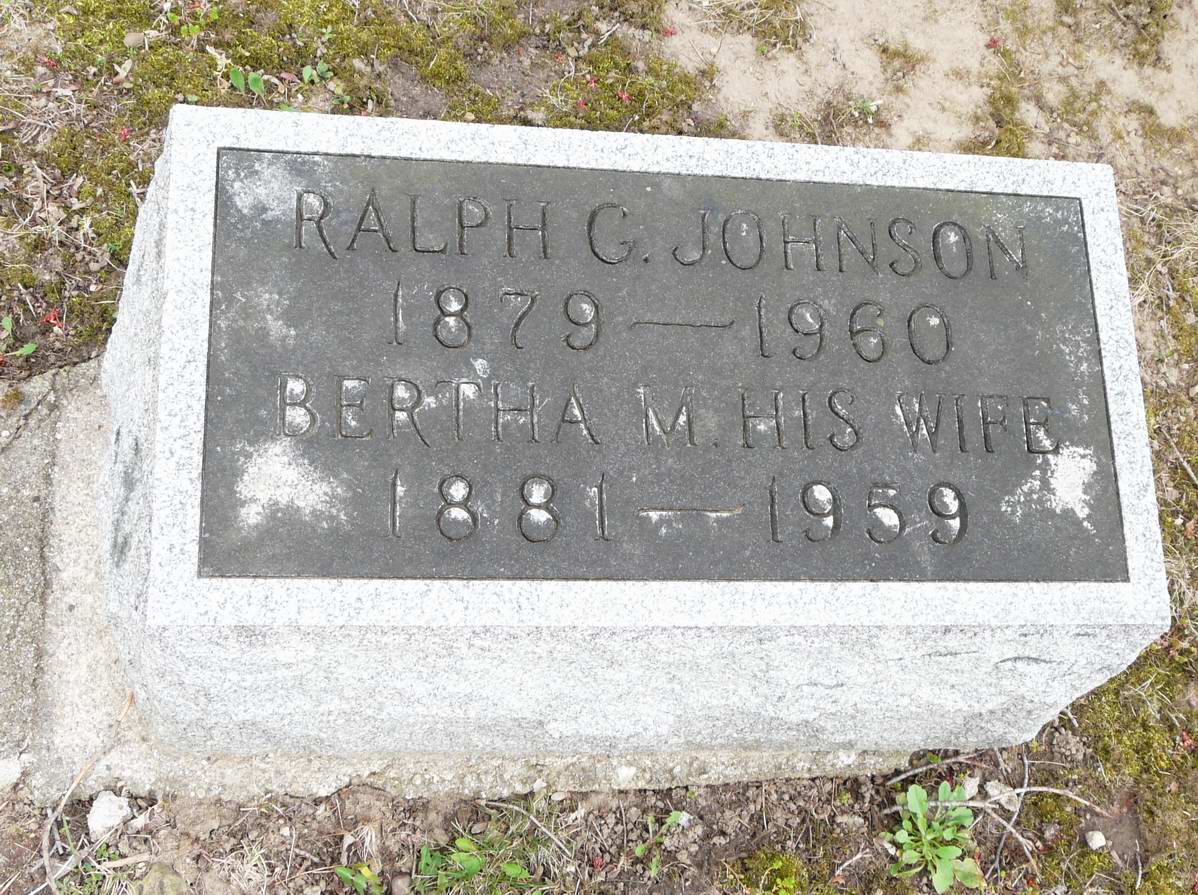 RALPH G. JOHNSON
1879 — 1960
BERTHA M. HIS WIFE
1881 — 1959